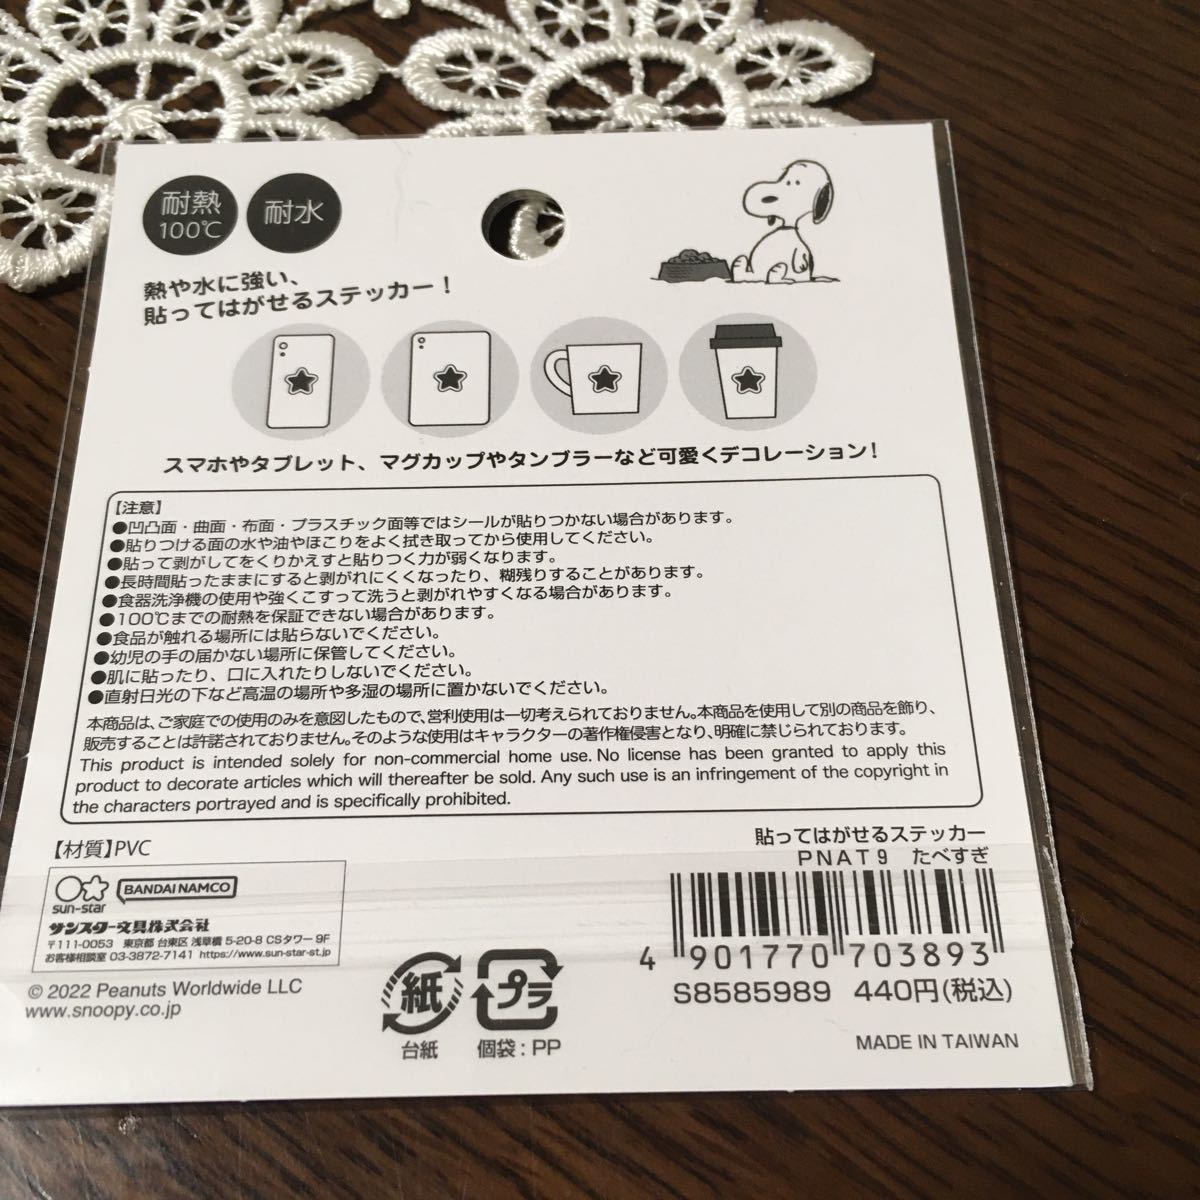 耐熱
100℃
耐水
熱や水に強い、
貼ってはがせるステッカー！
スマホやタブレット、マグカップやタンブラーなど可愛くデコレーション！
【注意】
●凹凸面・曲面・布面・プラスチック面等ではシールが貼りつかない場合があります。
●貼りつける面の水や油やほこりをよく拭き取ってから使用してください。
●貼って剥がしてをくりかえすと貼りつく力が弱くなります。
●長時間貼ったままにすると剥がれにくくなったり、糊残りすることがあります。
●食器洗浄機の使用や強くこすって洗うと剥がれやすくなる場合があります。
●100℃までの耐熱を保証できない場合があります。
●食品が触れる場所には貼らないでください。
●幼児の手の届かない場所に保管してください。
●肌に貼ったり、口に入れたりしないでください。
●直射日光の下など高温の場所や多湿の場所に置かないでください。
本商品は、ご家庭での使用のみを意図したもので、営利使用は一切考えられておりません。本商品を使用して別の商品を飾り、
販売することは許諾されておりません。そのような使用はキャラクターの著作権侵害となり、明確に禁じられております。
This product is intended solely for non-commercial home use. No license has been granted to apply this
product to decorate articles which will thereafter be sold. Any such use is an infringement of the copyright in
the characters portrayed and is specifically prohibited.
【材質】PVC
貼ってはがせるステッカー
PNAT9 たべすぎ
sun-star
BANDAI NAMCO
サンスター文具株式会社
〒111-0053 東京都 台東区 浅草橋 5-20-8 CSタワー 9F
お客様相談室 03-3872-7141 https://www.sun-star-st.jp
© 2022 Peanuts Worldwide LLC
www.snoopy.co.jp
紙
台紙
プラ
個袋：PP
4 901770 703893
S8585989 440円(税込)
MADE IN TAIWAN